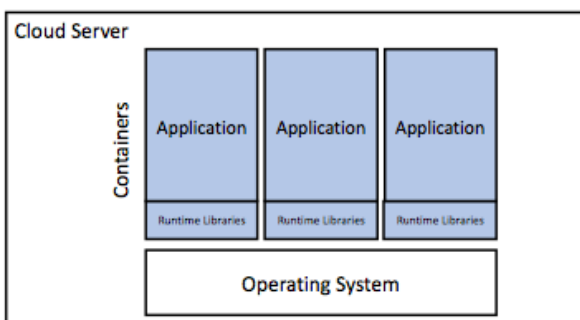 Cloud Server
Containers
Application Application Application
Runtime Libraries Runtime Libraries Runtime Libraries
Operating System